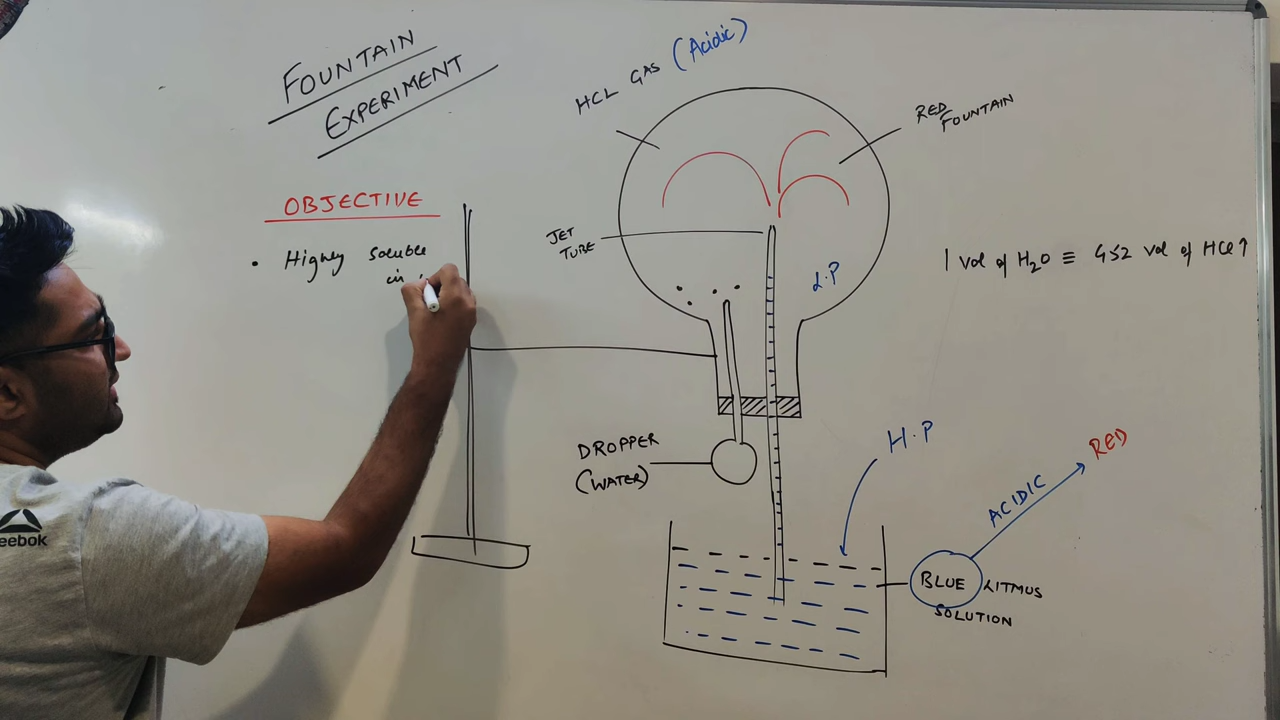 FOUNTAIN
EXPERIMENT
OBJECTIVE
• Highly soluble
in
HCL GAS (Acidic)
RED
FOUNTAIN
JET
TUBE
L.P
1 vol of H₂O ≡ 452 vol of HCl↑
DROPPER
(WATER)
H.P
ACIDIC
RED
BLUE LITMUS
SOLUTION
eebok